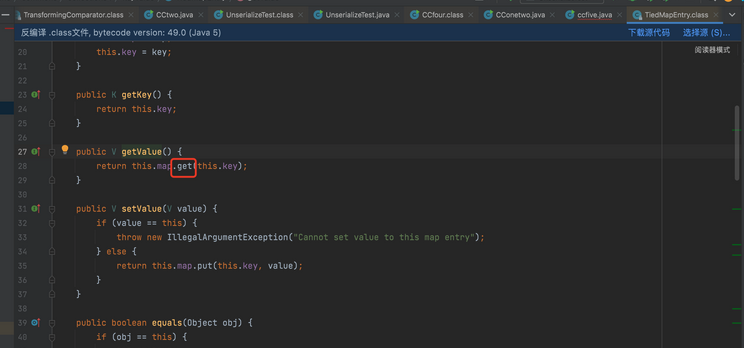 TransformingComparator.class CCtwo.java UnserializeTest.class UnserializeTest.java CCfour.class CConetwo.java ccfive.java TiedMapEntry.class
反编译 .class文件, bytecode version: 49.0 (Java 5) 下载源代码 选择源 (S)...
阅读器模式
20 this.key = key;
21 }
22
23 public K getKey() {
24 return this.key;
25 }
26
27 public V getValue() {
28 return this.map.get(this.key);
29 }
30
31 public V setValue(V value) {
32 if (value == this) {
33 throw new IllegalArgumentException("Cannot set value to this map entry");
34 } else {
35 return this.map.put(this.key, value);
36 }
37 }
38
39 public boolean equals(Object obj) {
40 if (obj == this) {